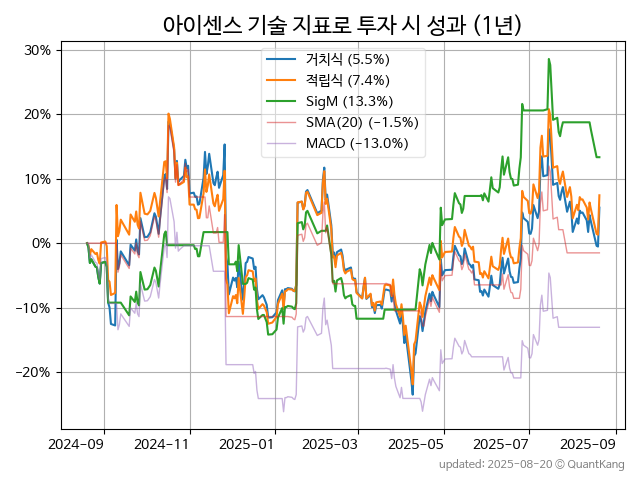 아이센스 기술 지표로 투자 시 성과 (1년)
30%
20%
10%
0%
−10%
−20%
거치식 (5.5%)
적립식 (7.4%)
SigM (13.3%)
SMA(20) (−1.5%)
MACD (−13.0%)
2024-09 2024-11 2025-01 2025-03 2025-05 2025-07 2025-09
updated: 2025-08-20 © QuantKang